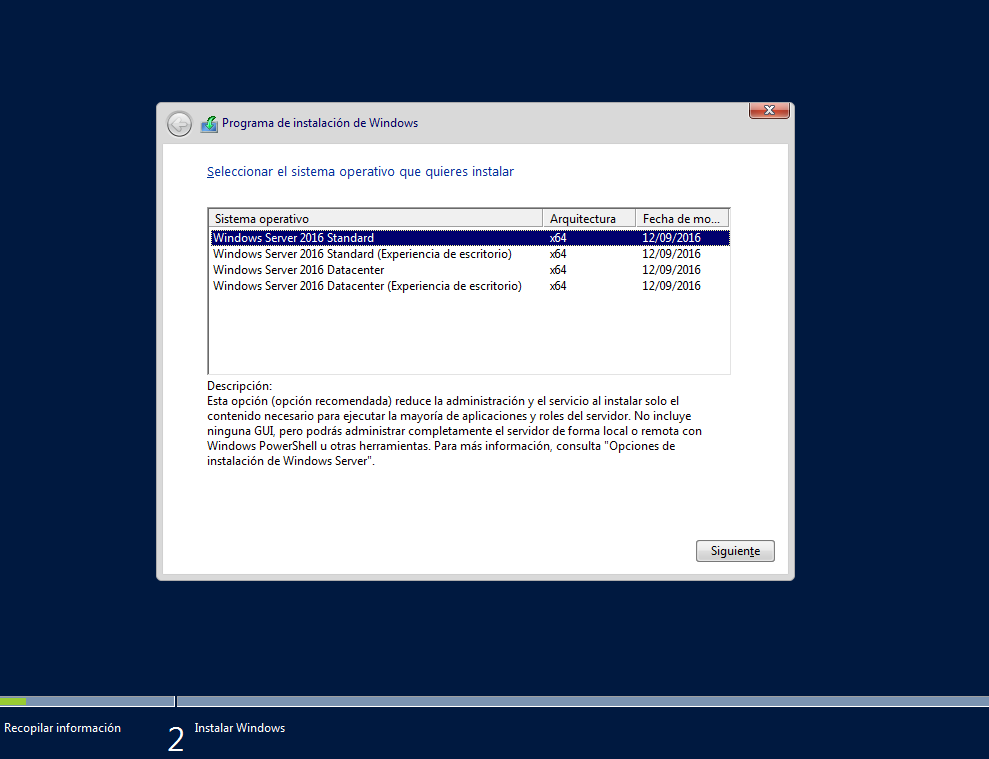 Programa de instalación de Windows
Seleccionar el sistema operativo que quieres instalar
Sistema operativo Arquitectura Fecha de mo...
Windows Server 2016 Standard x64 12/09/2016
Windows Server 2016 Standard (Experiencia de escritorio) x64 12/09/2016
Windows Server 2016 Datacenter x64 12/09/2016
Windows Server 2016 Datacenter (Experiencia de escritorio) x64 12/09/2016
Descripción:
Esta opción (opción recomendada) reduce la administración y el servicio al instalar solo el
contenido necesario para ejecutar la mayoría de aplicaciones y roles del servidor. No incluye
ninguna GUI, pero podrás administrar completamente el servidor de forma local o remota con
Windows PowerShell u otras herramientas. Para más información, consulta "Opciones de
instalación de Windows Server".
Siguiente
Recopilar información
2 Instalar Windows